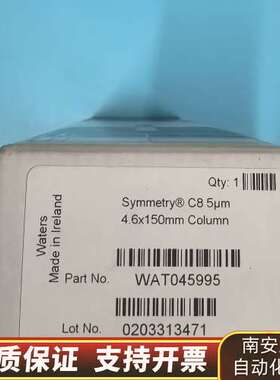 Qty: 1
Symmetry® C8 5µm
4.6x150mm Column
Waters
Made in Ireland
Part No. WAT045995
Lot No. 0203313471
质保证 支持开票
南安
自动化